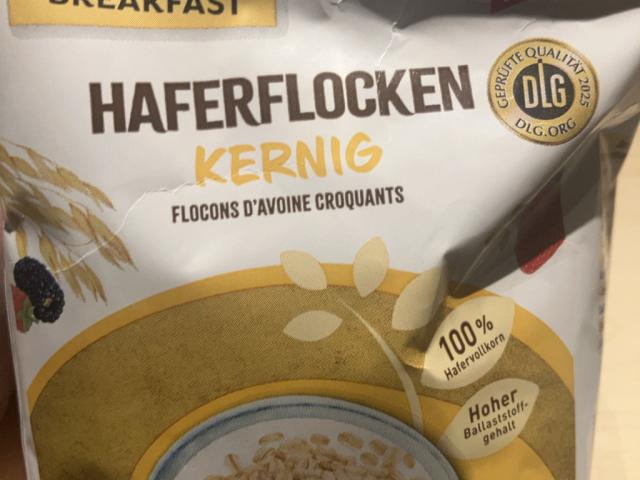 BREAKFAST
HAFERFLOCKEN
KERNIG
FLOCONS D'AVOINE CROQUANTS
GEPRÜFTE QUALITÄT 2025
DLG
DLG.ORG
100%
Hafervollkorn
Hoher
Ballaststoff-
gehalt